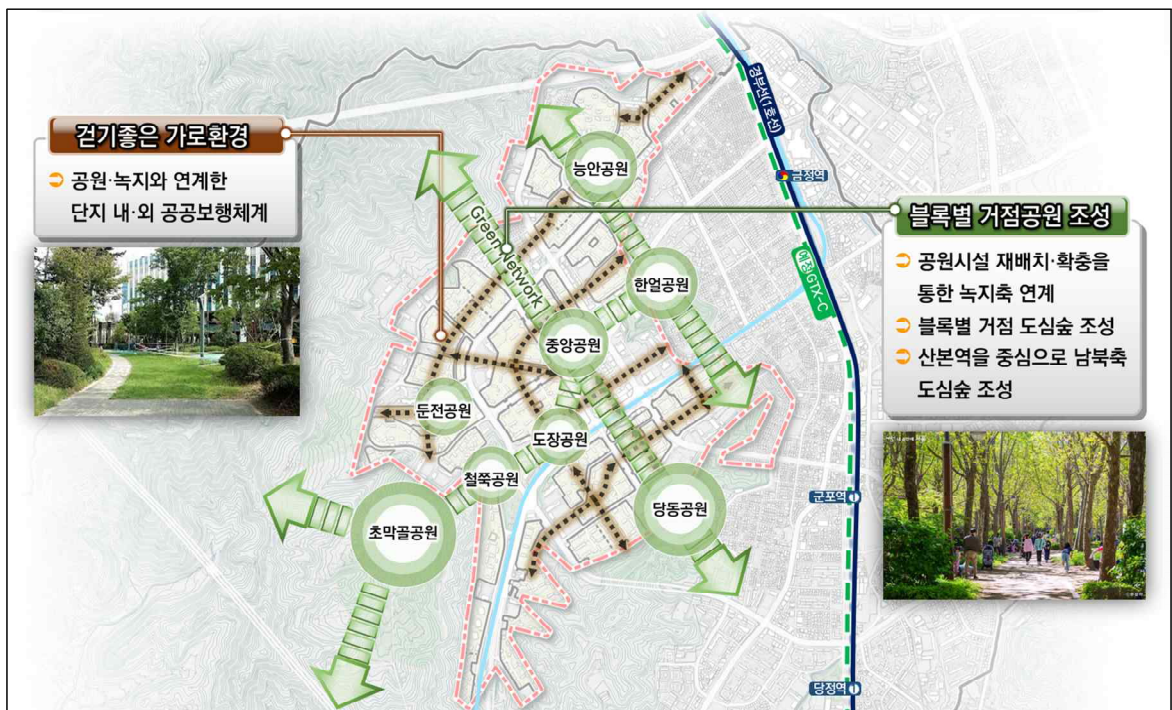 걷기좋은 가로환경
공원·녹지와 연계한
단지 내·외 공공보행체계
블록별 거점공원 조성
공원시설 재배치·확충을
통한 녹지축 연계
블록별 거점 도심숲 조성
산본역을 중심으로 남북축
도심숲 조성
경부선(1호선)
금정역
예정 GTX-C
군포역
당정역
Green Network
능안공원
한얼공원
중앙공원
둔전공원
도장공원
철쭉공원
초막골공원
당동공원